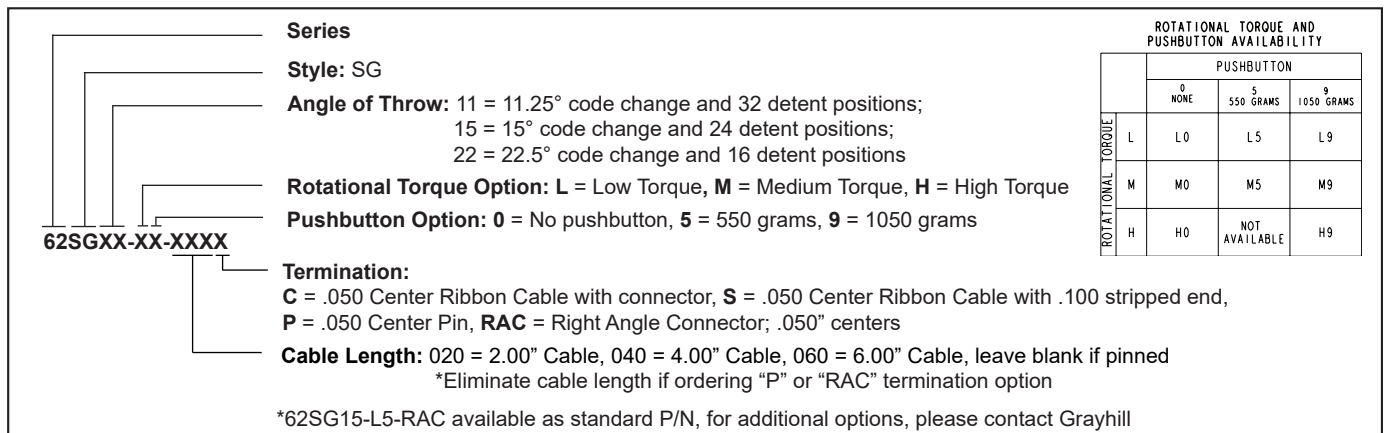 Series
Style: SG
Angle of Throw: 11 = 11.25° code change and 32 detent positions;
15 = 15° code change and 24 detent positions;
22 = 22.5° code change and 16 detent positions
Rotational Torque Option: L = Low Torque, M = Medium Torque, H = High Torque
Pushbutton Option: 0 = No pushbutton, 5 = 550 grams, 9 = 1050 grams
62SGXX-XX-XXXX
Termination:
C = .050 Center Ribbon Cable with connector, S = .050 Center Ribbon Cable with .100 stripped end,
P = .050 Center Pin, RAC = Right Angle Connector; .050” centers
Cable Length: 020 = 2.00” Cable, 040 = 4.00” Cable, 060 = 6.00” Cable, leave blank if pinned
*Eliminate cable length if ordering “P” or “RAC” termination option
*62SG15-L5-RAC available as standard P/N, for additional options, please contact Grayhill
ROTATIONAL TORQUE AND
PUSHBUTTON AVAILABILITY
PUSHBUTTON
0 5 9
NONE 550 GRAMS 1050 GRAMS
ROTATIONAL TORQUE
L L0 L5 L9
M M0 M5 M9
H H0 NOT AVAILABLE H9